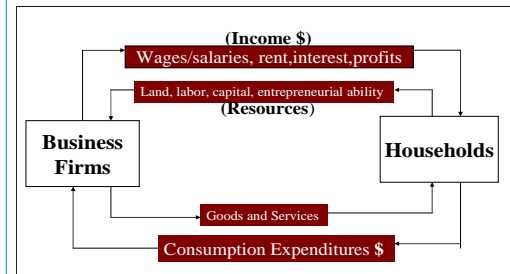 (Income $)
Wages/salaries, rent,interest,profits
Land, labor, capital, entrepreneurial ability
(Resources)
Business
Firms
Households
Goods and Services
Consumption Expenditures $